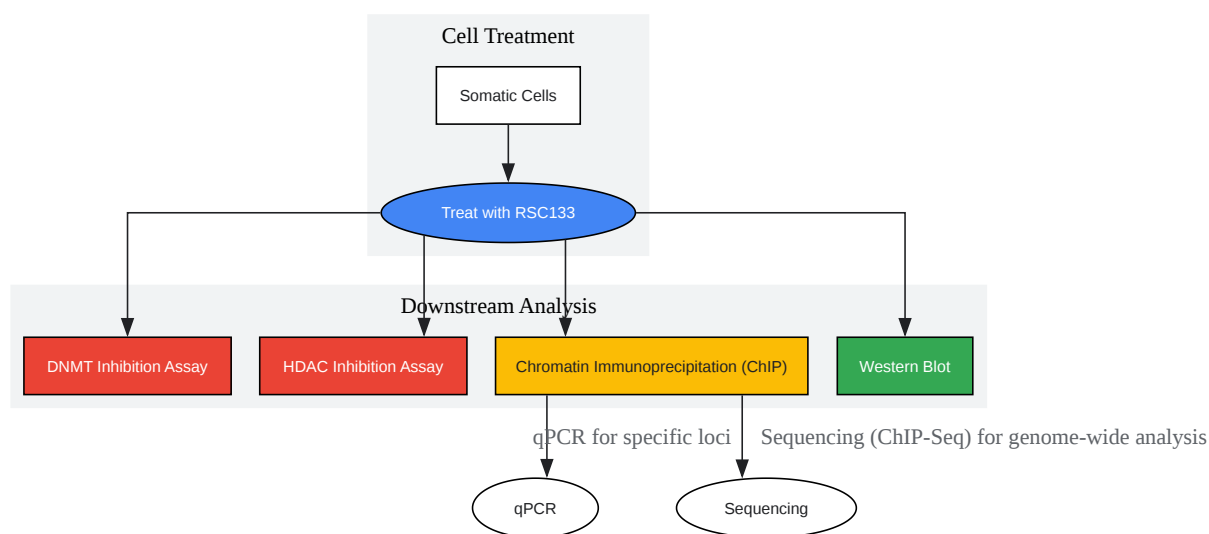 Cell Treatment
Somatic Cells
Treat with RSC133
Downstream Analysis
DNMT Inhibition Assay
HDAC Inhibition Assay
Chromatin Immunoprecipitation (ChIP)
Western Blot
qPCR for specific loci
Sequencing (ChIP-Seq) for genome-wide analysis
qPCR
Sequencing